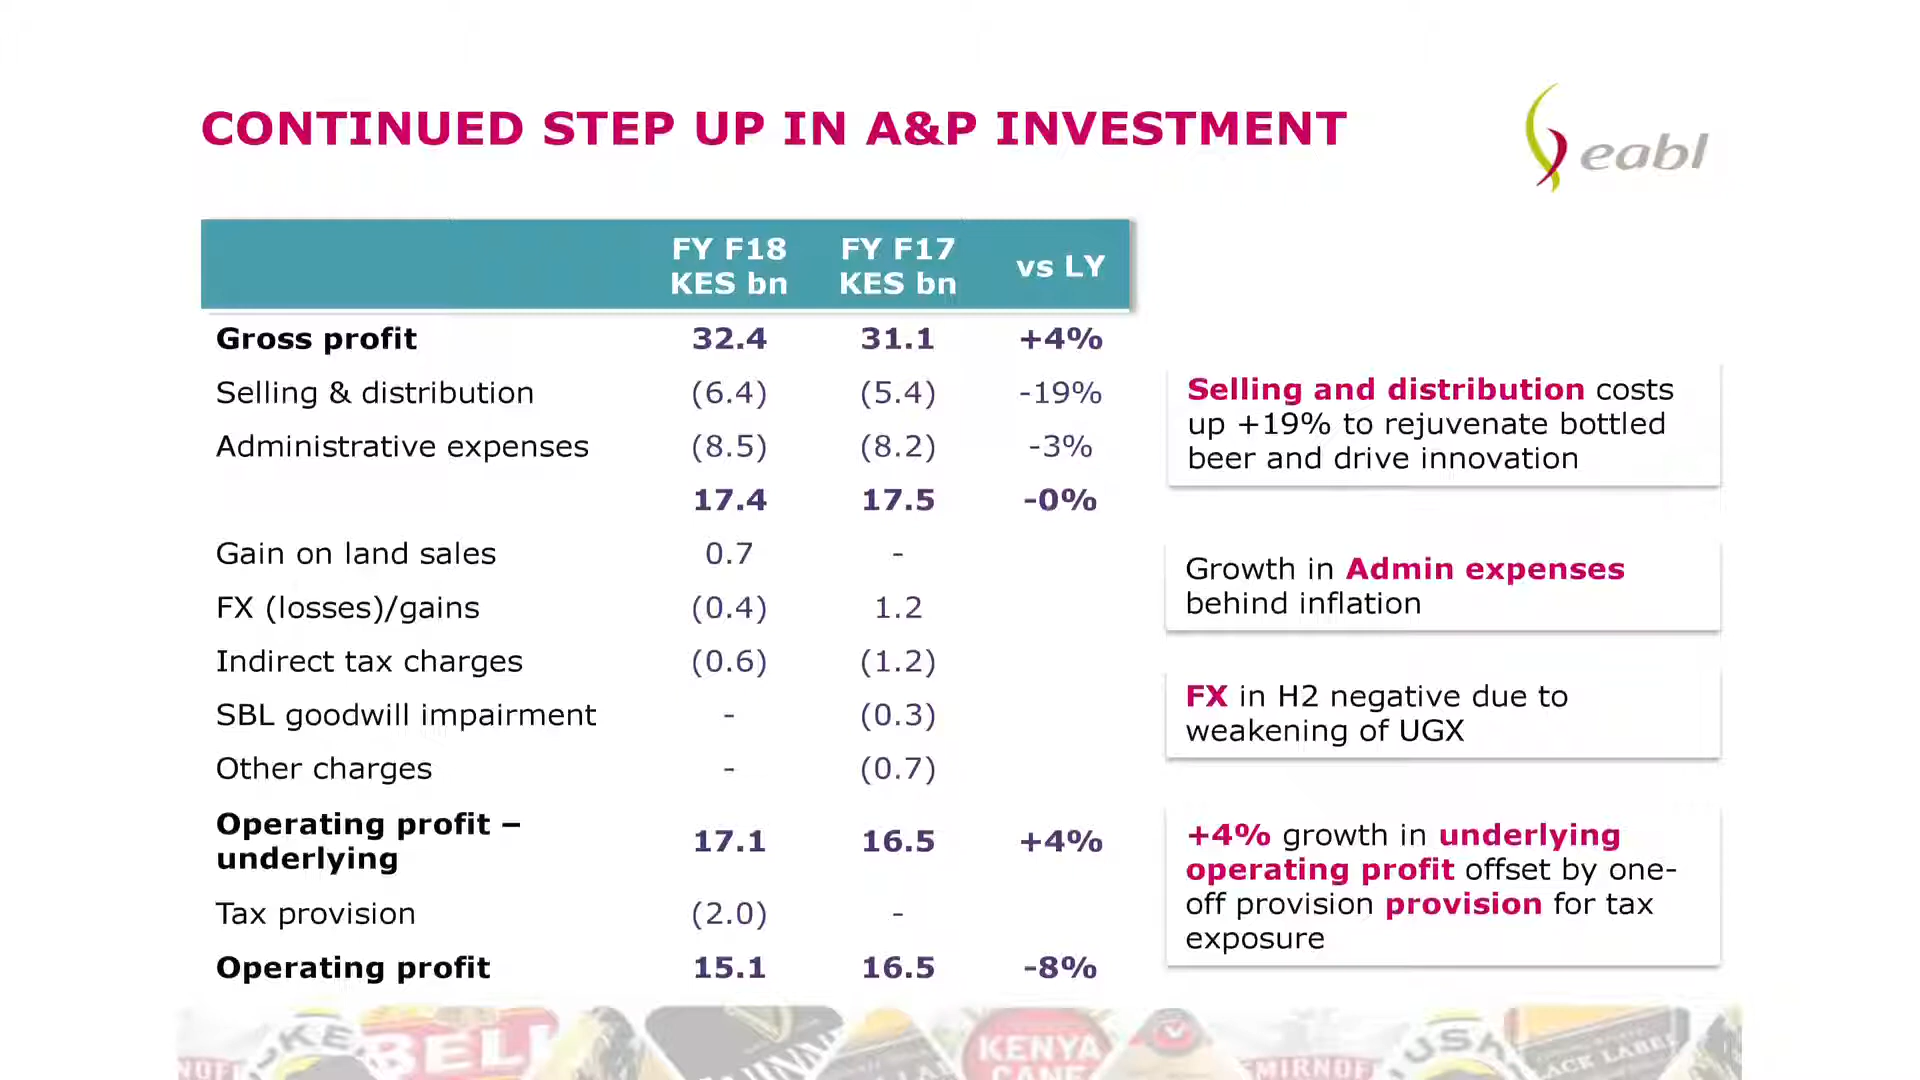 CONTINUED STEP UP IN A&P INVESTMENT
eabl
FY F18 FY F17 vs LY
KES bn KES bn
Gross profit 32.4 31.1 +4%
Selling & distribution (6.4) (5.4) -19%
Administrative expenses (8.5) (8.2) -3%
17.4 17.5 -0%
Gain on land sales 0.7 -
FX (losses)/gains (0.4) 1.2
Indirect tax charges (0.6) (1.2)
SBL goodwill impairment - (0.3)
Other charges - (0.7)
Operating profit –
underlying 17.1 16.5 +4%
Tax provision (2.0) -
Operating profit 15.1 16.5 -8%
Selling and distribution costs
up +19% to rejuvenate bottled
beer and drive innovation
Growth in Admin expenses
behind inflation
FX in H2 negative due to
weakening of UGX
+4% growth in underlying
operating profit offset by one-
off provision provision for tax
exposure
BELL
KENYA
CANE